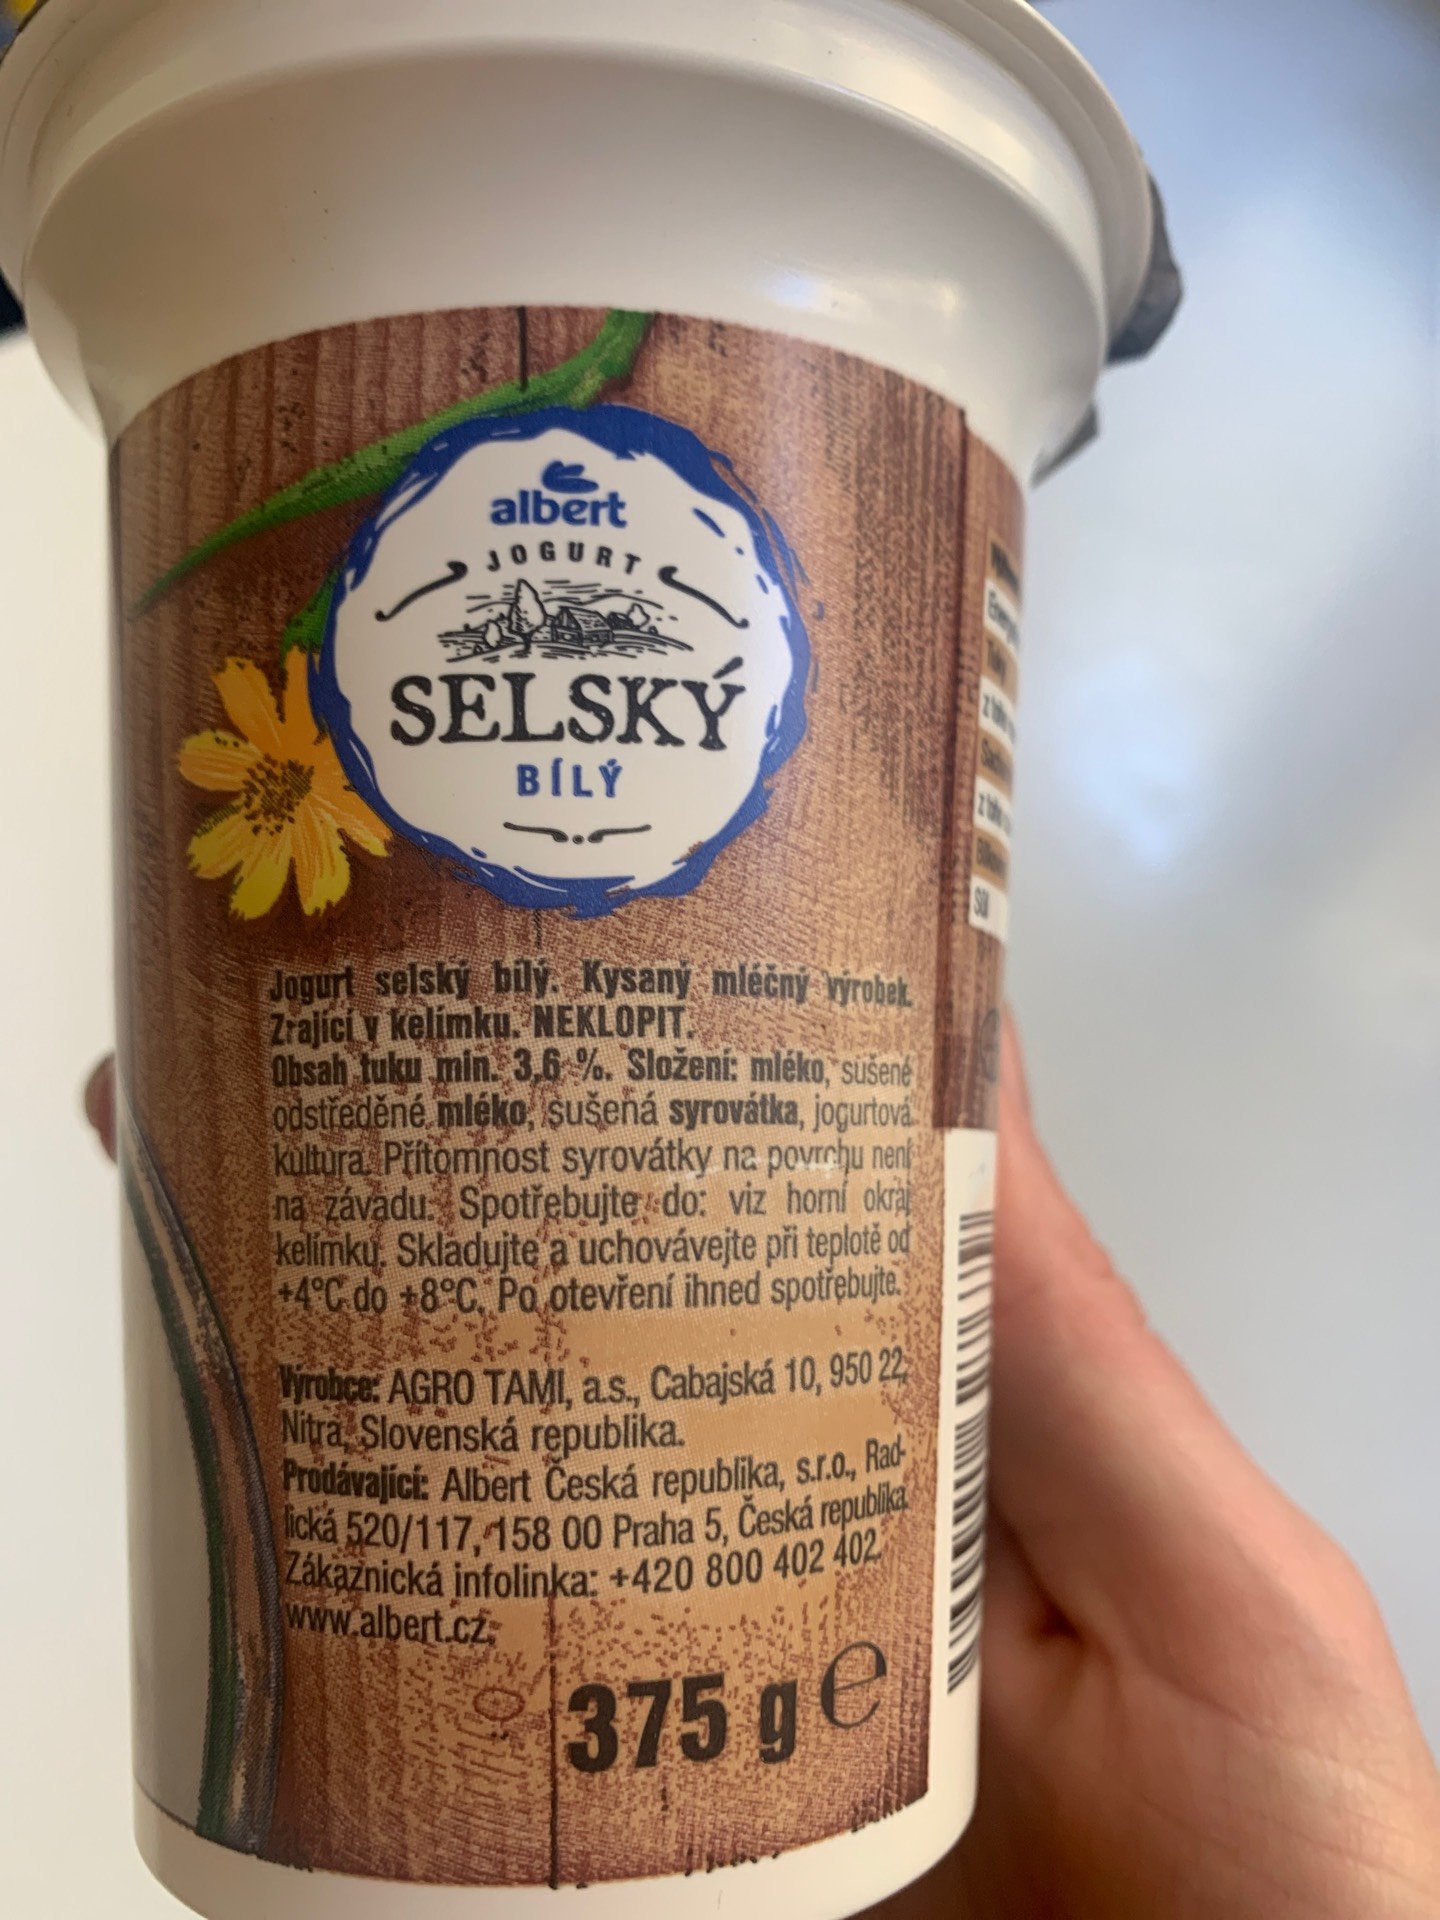 albert
JOGURT
SELSKÝ
BÍLÝ
Jogurt selský bílý. Kysaný mléčný výrobek.
Zrající v kelímku. NEKLOPIT.
Obsah tuku min. 3,6 %. Složení: mléko, sušené
odstředěné mléko, sušená syrovátka, jogurtová
kultura. Přítomnost syrovátky na povrchu není
na závadu. Spotřebujte do: viz horní okraj
kelímku. Skladujte a uchovávejte při teplotě od
+4°C do +8°C. Po otevření ihned spotřebujte.
Výrobce: AGRO TAMI, a.s., Cabajská 10, 950 22,
Nitra, Slovenská republika.
Prodávající: Albert Česká republika, s.r.o., Rad-
lická 520/117, 158 00 Praha 5, Česká republika.
Zákaznická infolinka: +420 800 402 402,
www.albert.cz.
375 g e
z toho
z toho
Sůl